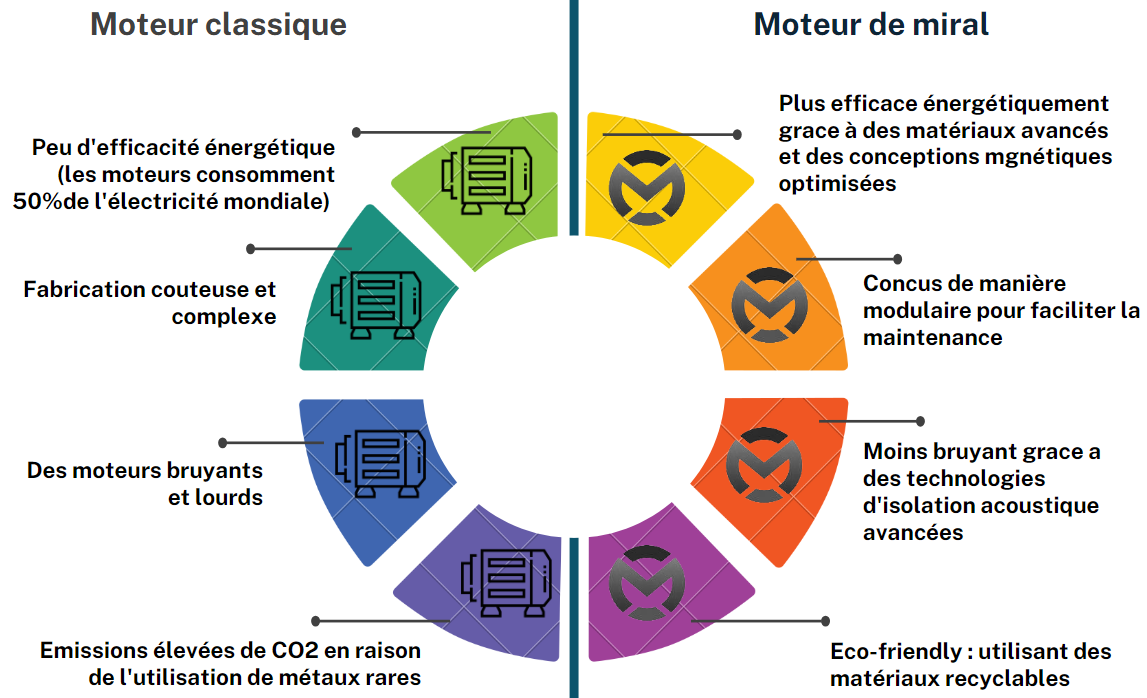 Moteur classique
Peu d'efficacité énergétique
(les moteurs consomment
50%de l'électricité mondiale)
Fabrication couteuse et
complexe
Des moteurs bruyants
et lourds
Emissions élevées de CO2 en raison
de l'utilisation de métaux rares
Moteur de miral
Plus efficace énergétiquement
grace à des matériaux avancés
et des conceptions mgnétiques
optimisées
Concus de manière
modulaire pour faciliter la
maintenance
Moins bruyant grace a
des technologies
d'isolation acoustique
avancées
Eco-friendly : utilisant des
matériaux recyclables